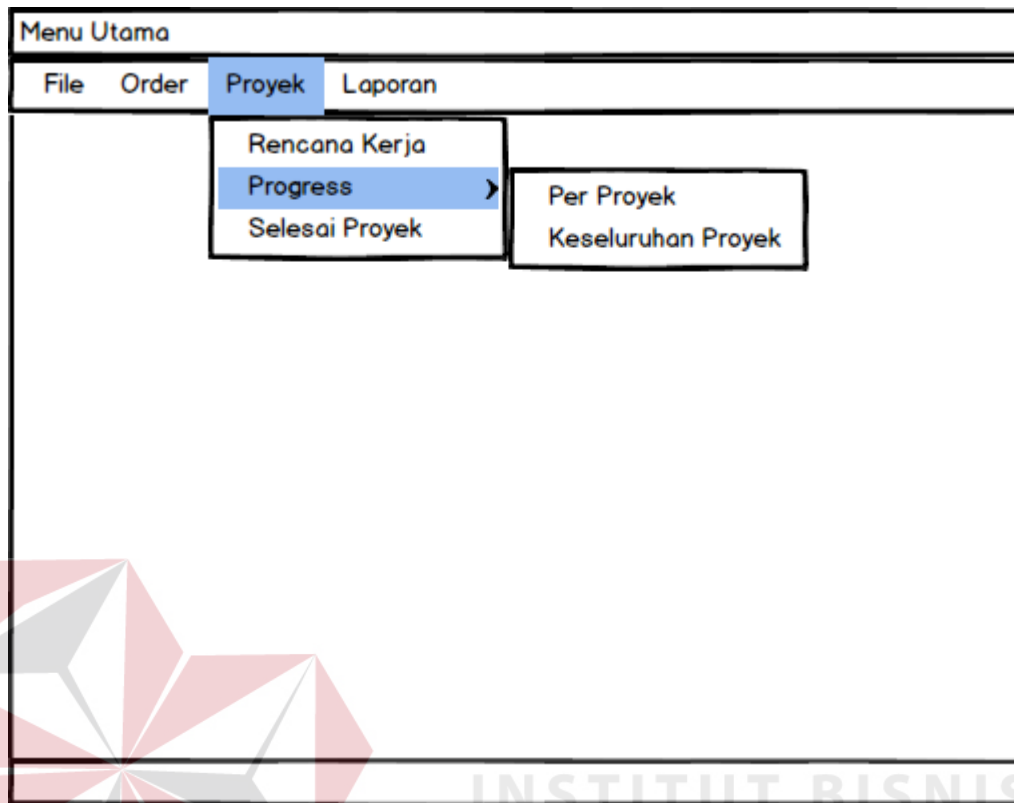 Menu Utama
File Order Proyek Laporan
Rencana Kerja
Progress
Selesai Proyek
Per Proyek
Keseluruhan Proyek
INSTITUT BISNIS